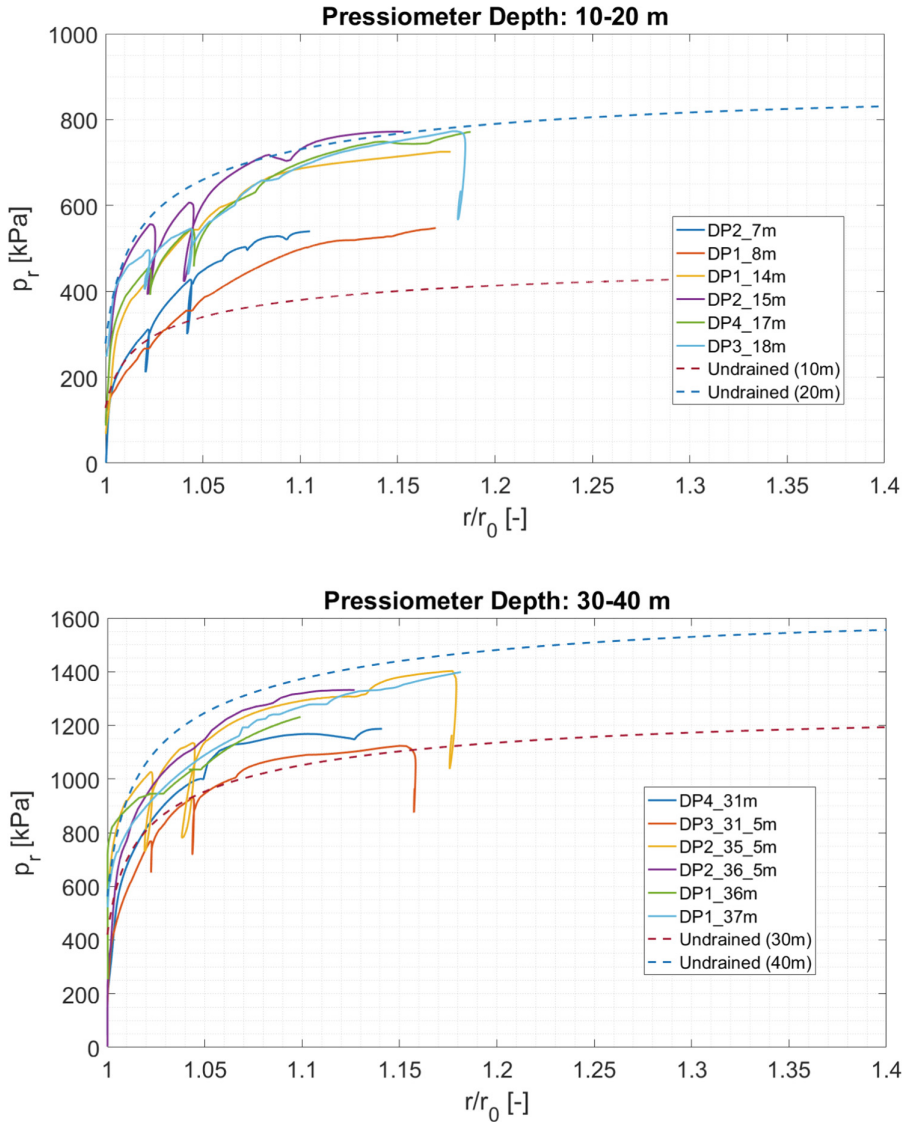 Pressiometer Depth: 10-20 m
1000
800
600
400
200
0
p_r [kPa]
DP2_7m
DP1_8m
DP1_14m
DP2_15m
DP4_17m
DP3_18m
Undrained (10m)
Undrained (20m)
1 1.05 1.1 1.15 1.2 1.25 1.3 1.35 1.4
r/r_0 [-]
Pressiometer Depth: 30-40 m
1600
1400
1200
1000
800
600
400
200
0
p_r [kPa]
DP4_31m
DP3_31_5m
DP2_35_5m
DP2_36_5m
DP1_36m
DP1_37m
Undrained (30m)
Undrained (40m)
1 1.05 1.1 1.15 1.2 1.25 1.3 1.35 1.4
r/r_0 [-]